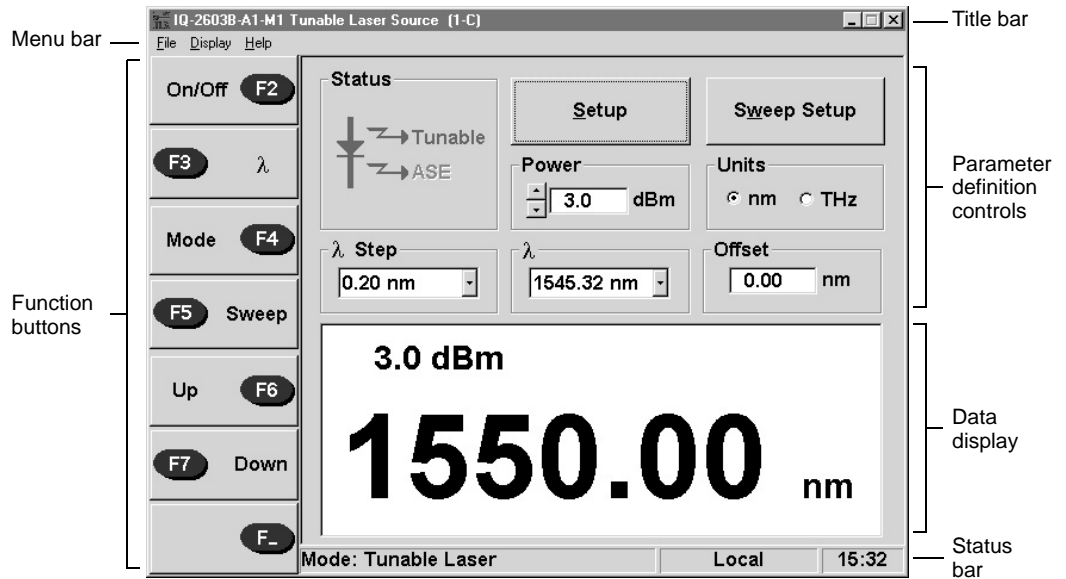 IQ-2603B-A1-M1 Tunable Laser Source (1-C)
Title bar
Menu bar
File Display Help
On/Off F2
F3 λ
Mode F4
F5 Sweep
Up F6
F7 Down
F_
Function
buttons
Status
Tunable
ASE
Setup
Sweep Setup
Power
3.0 dBm
Units
nm THz
λ Step
0.20 nm
λ
1545.32 nm
Offset
0.00 nm
Parameter
definition
controls
3.0 dBm
1550.00 nm
Data
display
Mode: Tunable Laser Local 15:32
Status
bar